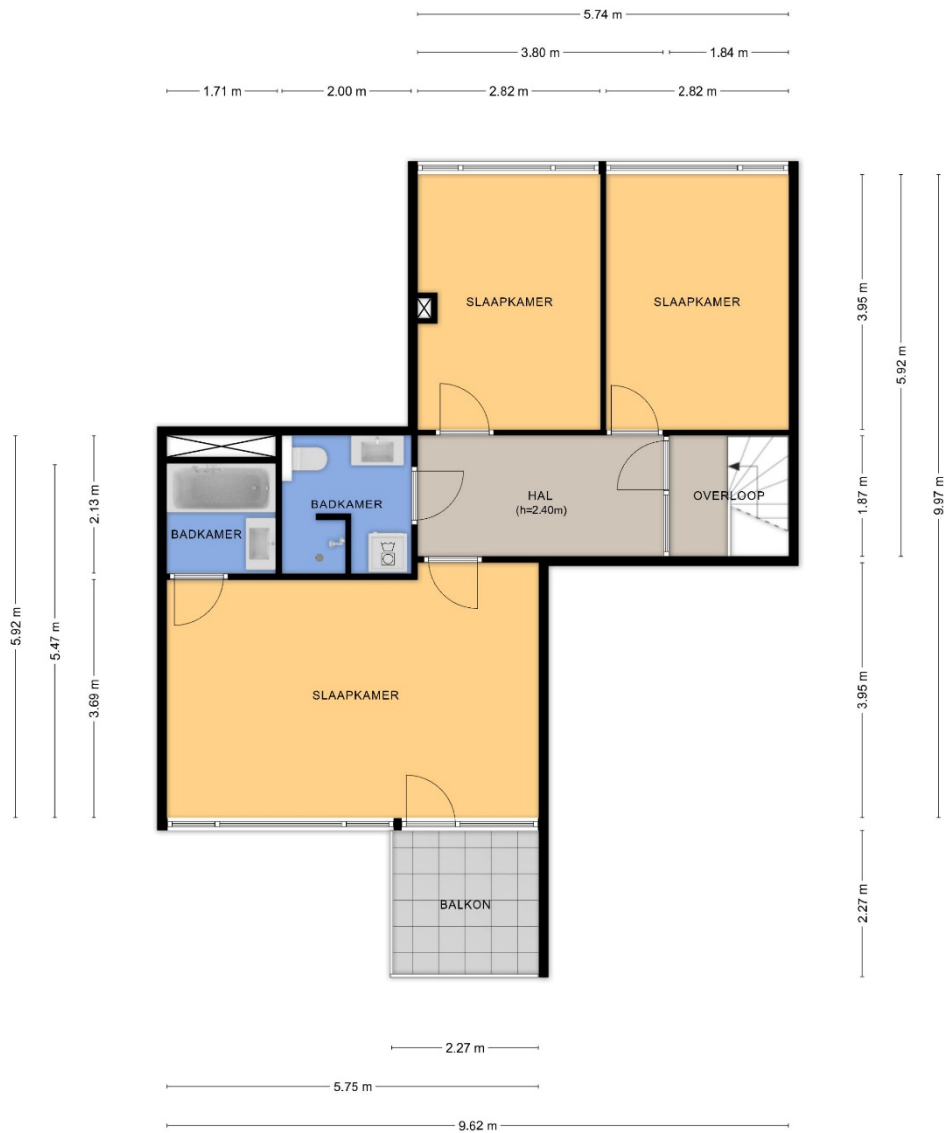 5.74 m
3.80 m
1.84 m
1.71 m
2.00 m
2.82 m
2.82 m
SLAAPKAMER
SLAAPKAMER
3.95 m
5.92 m
9.97 m
BADKAMER
BADKAMER
HAL
(h=2.40m)
OVERLOOP
1.87 m
2.13 m
5.92 m
5.47 m
3.69 m
SLAAPKAMER
3.95 m
BALKON
2.27 m
2.27 m
5.75 m
9.62 m